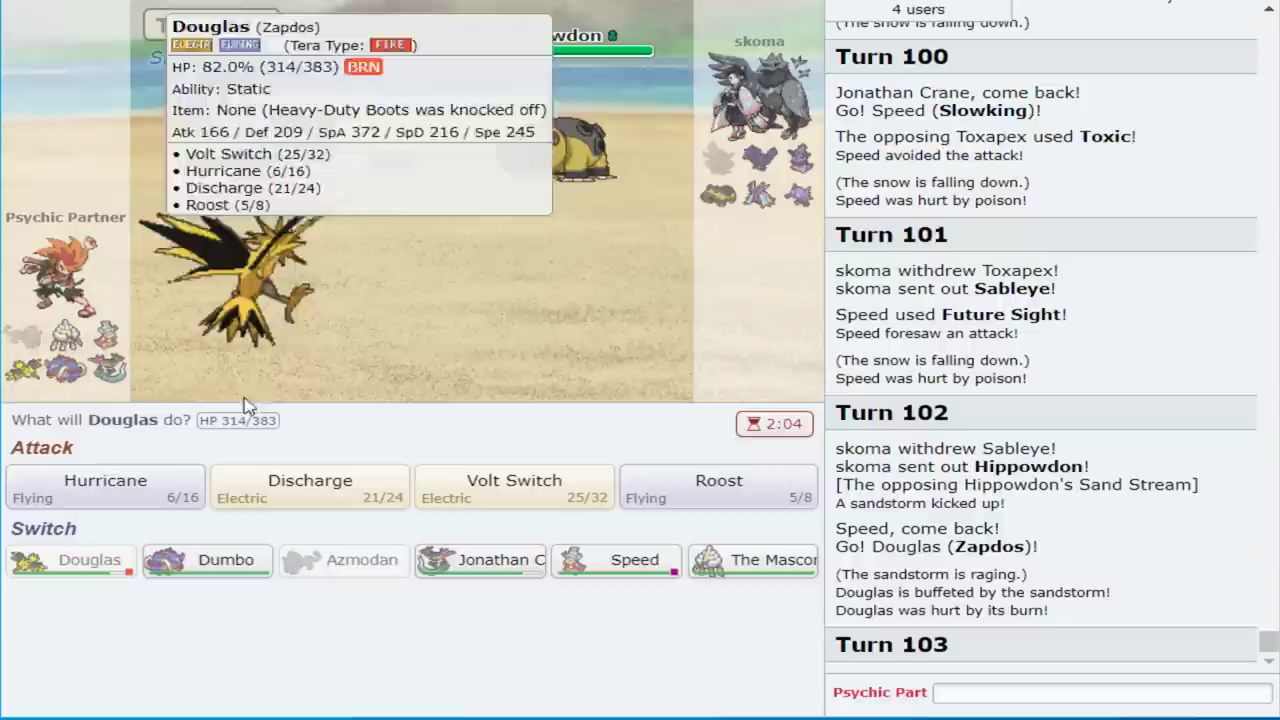 Douglas (Zapdos)
ELECTR FLYING (Tera Type: FIRE)
HP: 82.0% (314/383) BRN
Ability: Static
Item: None (Heavy-Duty Boots was knocked off)
Atk 166 / Def 209 / SpA 372 / SpD 216 / Spe 245
• Volt Switch (25/32)
• Hurricane (6/16)
• Discharge (21/24)
• Roost (5/8)
wdon
skoma
Psychic Partner
What will Douglas do? HP 314/383
2:04
Attack
Hurricane
Flying 6/16
Discharge
Electric 21/24
Volt Switch
Electric 25/32
Roost
Flying 5/8
Switch
Douglas
Dumbo
Azmodan
Jonathan C
Speed
The Mascor
4 users
(The snow is falling down.)
Turn 100
Jonathan Crane, come back!
Go! Speed (Slowking)!
The opposing Toxapex used Toxic!
Speed avoided the attack!
(The snow is falling down.)
Speed was hurt by poison!
Turn 101
skoma withdrew Toxapex!
skoma sent out Sableye!
Speed used Future Sight!
Speed foresaw an attack!
(The snow is falling down.)
Speed was hurt by poison!
Turn 102
skoma withdrew Sableye!
skoma sent out Hippowdon!
[The opposing Hippowdon's Sand Stream]
A sandstorm kicked up!
Speed, come back!
Go! Douglas (Zapdos)!
(The sandstorm is raging.)
Douglas is buffeted by the sandstorm!
Douglas was hurt by its burn!
Turn 103
Psychic Part